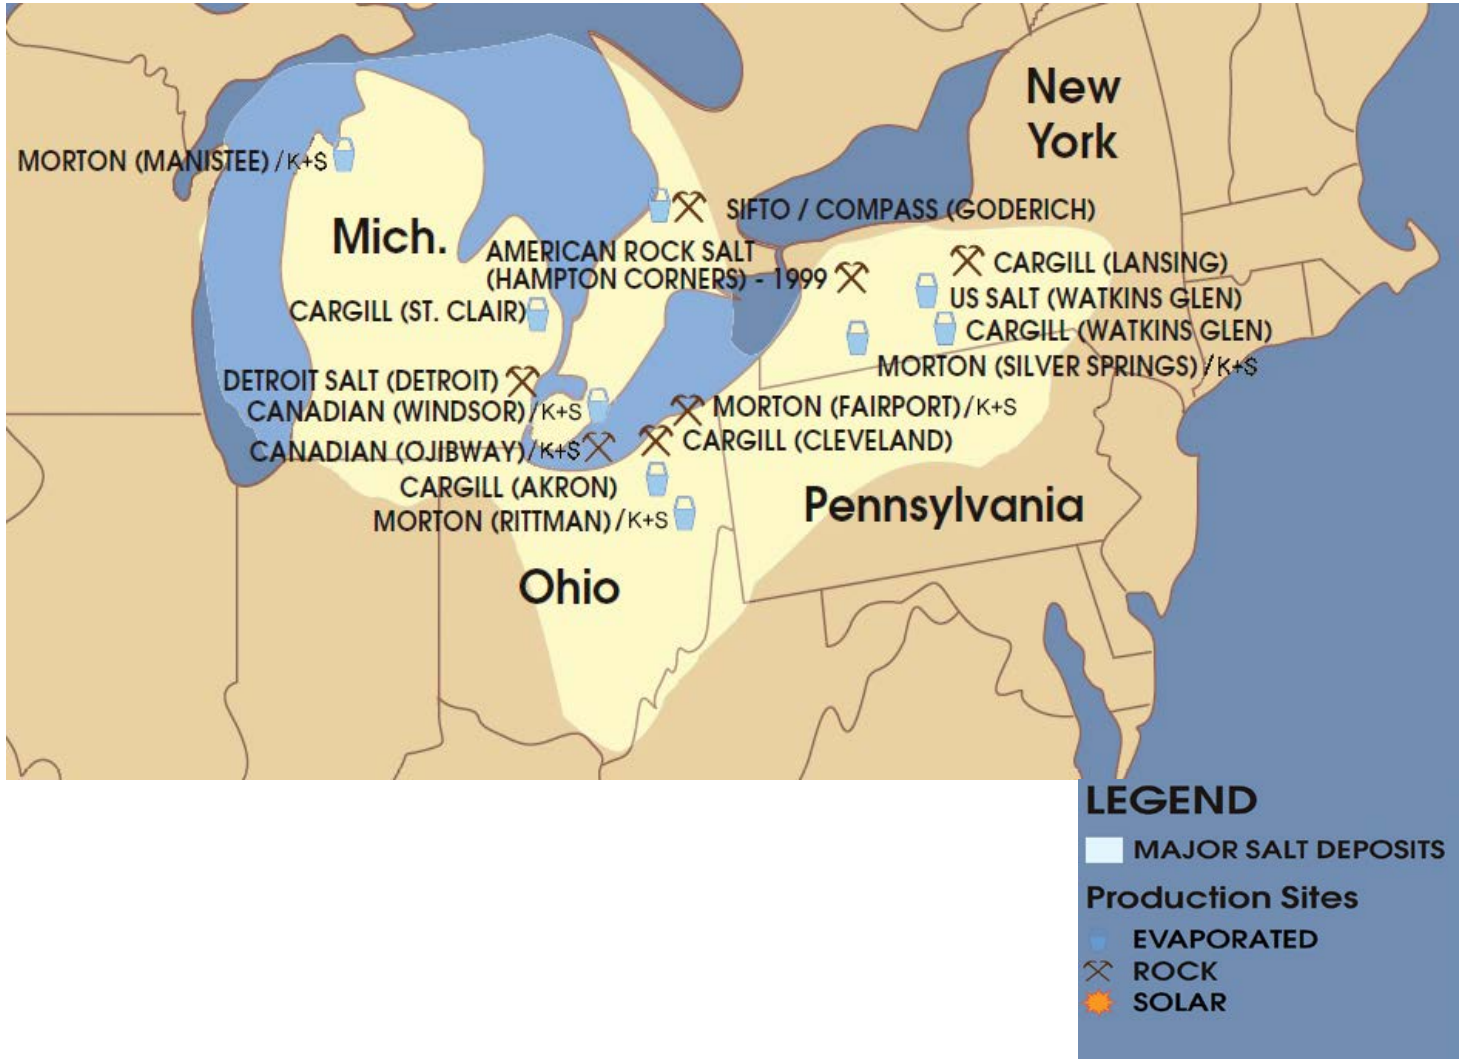 New
York
MORTON (MANISTEE) /K+S
SIFTO / COMPASS (GODERICH)
Mich.
AMERICAN ROCK SALT
(HAMPTON CORNERS) - 1999
CARGILL (LANSING)
US SALT (WATKINS GLEN)
CARGILL (ST. CLAIR)
CARGILL (WATKINS GLEN)
MORTON (SILVER SPRINGS) /K+S
DETROIT SALT (DETROIT)
CANADIAN (WINDSOR)/K+S
MORTON (FAIRPORT)/K+S
CANADIAN (OJIBWAY)/K+S
CARGILL (CLEVELAND)
CARGILL (AKRON)
MORTON (RITTMAN)/K+S
Pennsylvania
Ohio
LEGEND
MAJOR SALT DEPOSITS
Production Sites
EVAPORATED
ROCK
SOLAR